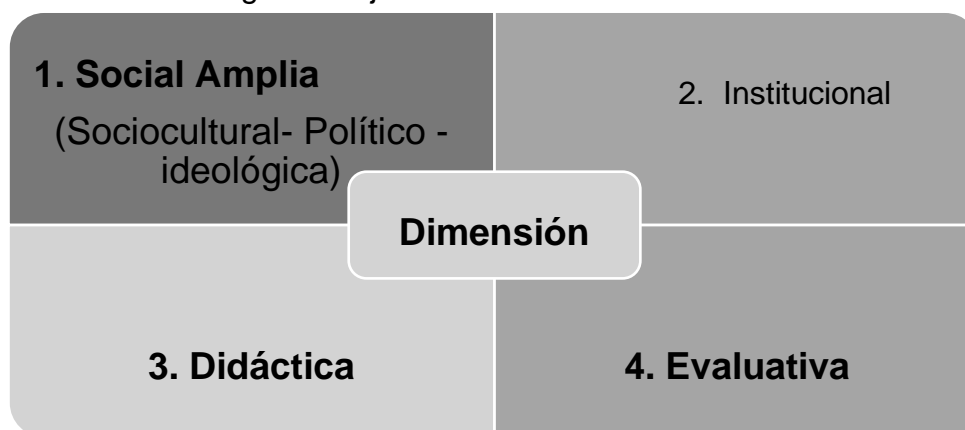 1. Social Amplia
(Sociocultural- Político -
ideológica)
2. Institucional
Dimensión
3. Didáctica
4. Evaluativa